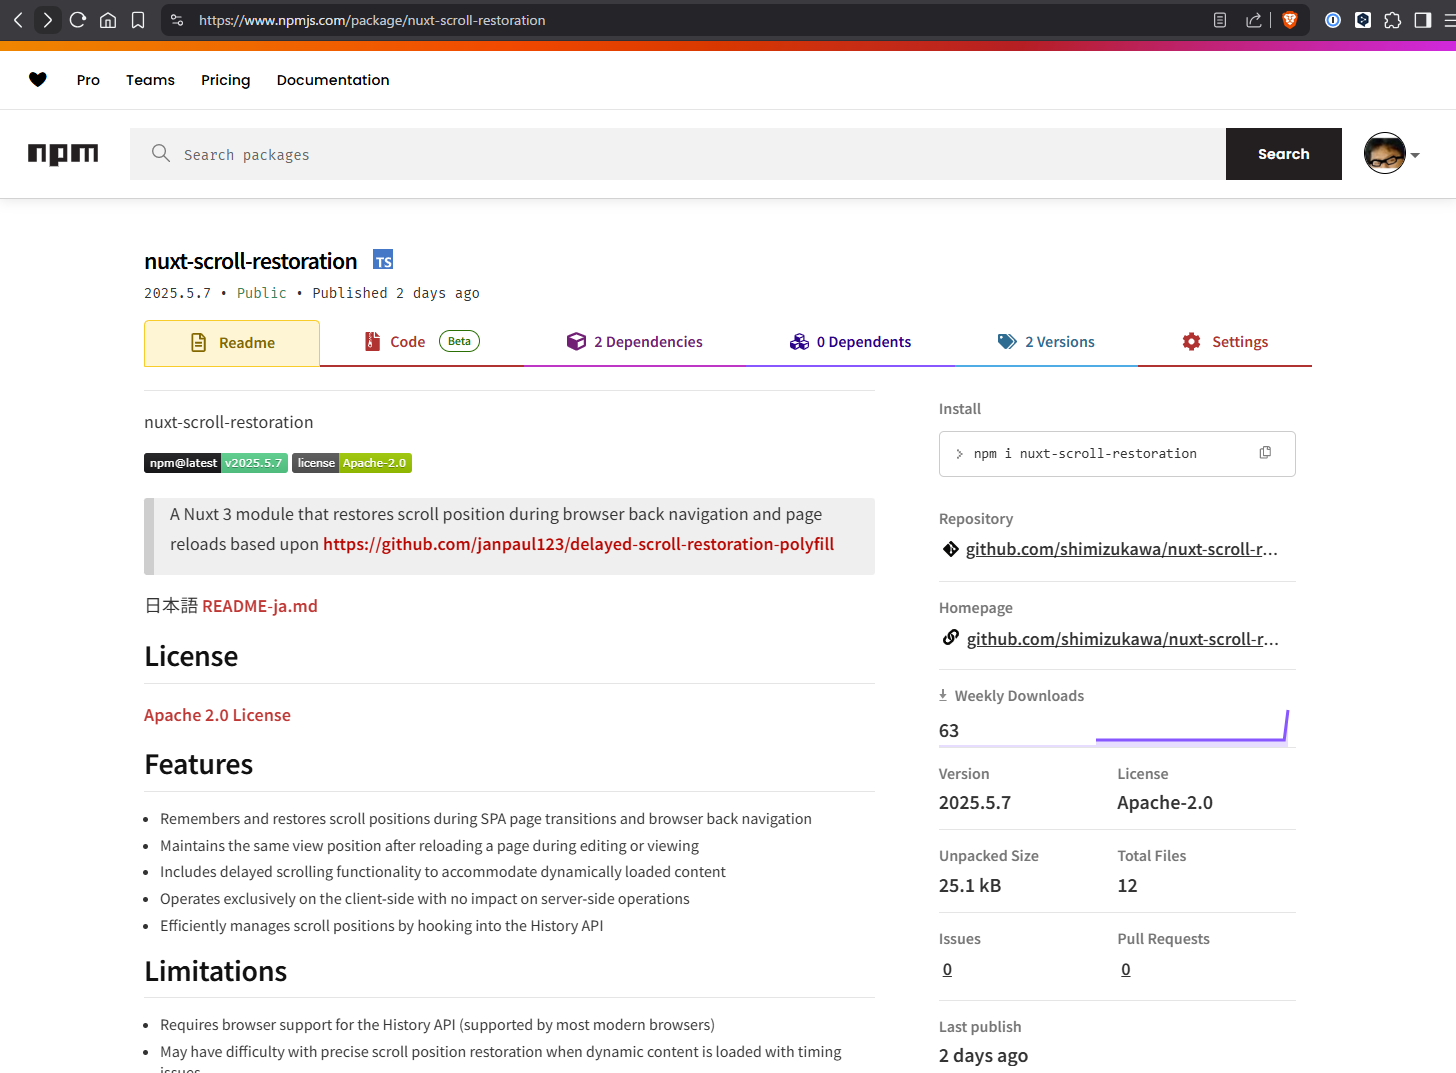 https://www.npmjs.com/package/nuxt-scroll-restoration
Pro
Teams
Pricing
Documentation
npm
Search packages
Search
nuxt-scroll-restoration
TS
2025.5.7 • Public • Published 2 days ago
Readme
Code
Beta
2 Dependencies
0 Dependents
2 Versions
Settings
nuxt-scroll-restoration
npm@latest v2025.5.7
license Apache-2.0
A Nuxt 3 module that restores scroll position during browser back navigation and page
reloads based upon https://github.com/janpaul123/delayed-scroll-restoration-polyfill
日本語 README-ja.md
License
Apache 2.0 License
Features
• Remembers and restores scroll positions during SPA page transitions and browser back navigation
• Maintains the same view position after reloading a page during editing or viewing
• Includes delayed scrolling functionality to accommodate dynamically loaded content
• Operates exclusively on the client-side with no impact on server-side operations
• Efficiently manages scroll positions by hooking into the History API
Limitations
• Requires browser support for the History API (supported by most modern browsers)
• May have difficulty with precise scroll position restoration when dynamic content is loaded with timing
issues
Install
> npm i nuxt-scroll-restoration
Repository
github.com/shimizukawa/nuxt-scroll-r...
Homepage
github.com/shimizukawa/nuxt-scroll-r...
Weekly Downloads
63
Version
2025.5.7
License
Apache-2.0
Unpacked Size
25.1 kB
Total Files
12
Issues
0
Pull Requests
0
Last publish
2 days ago